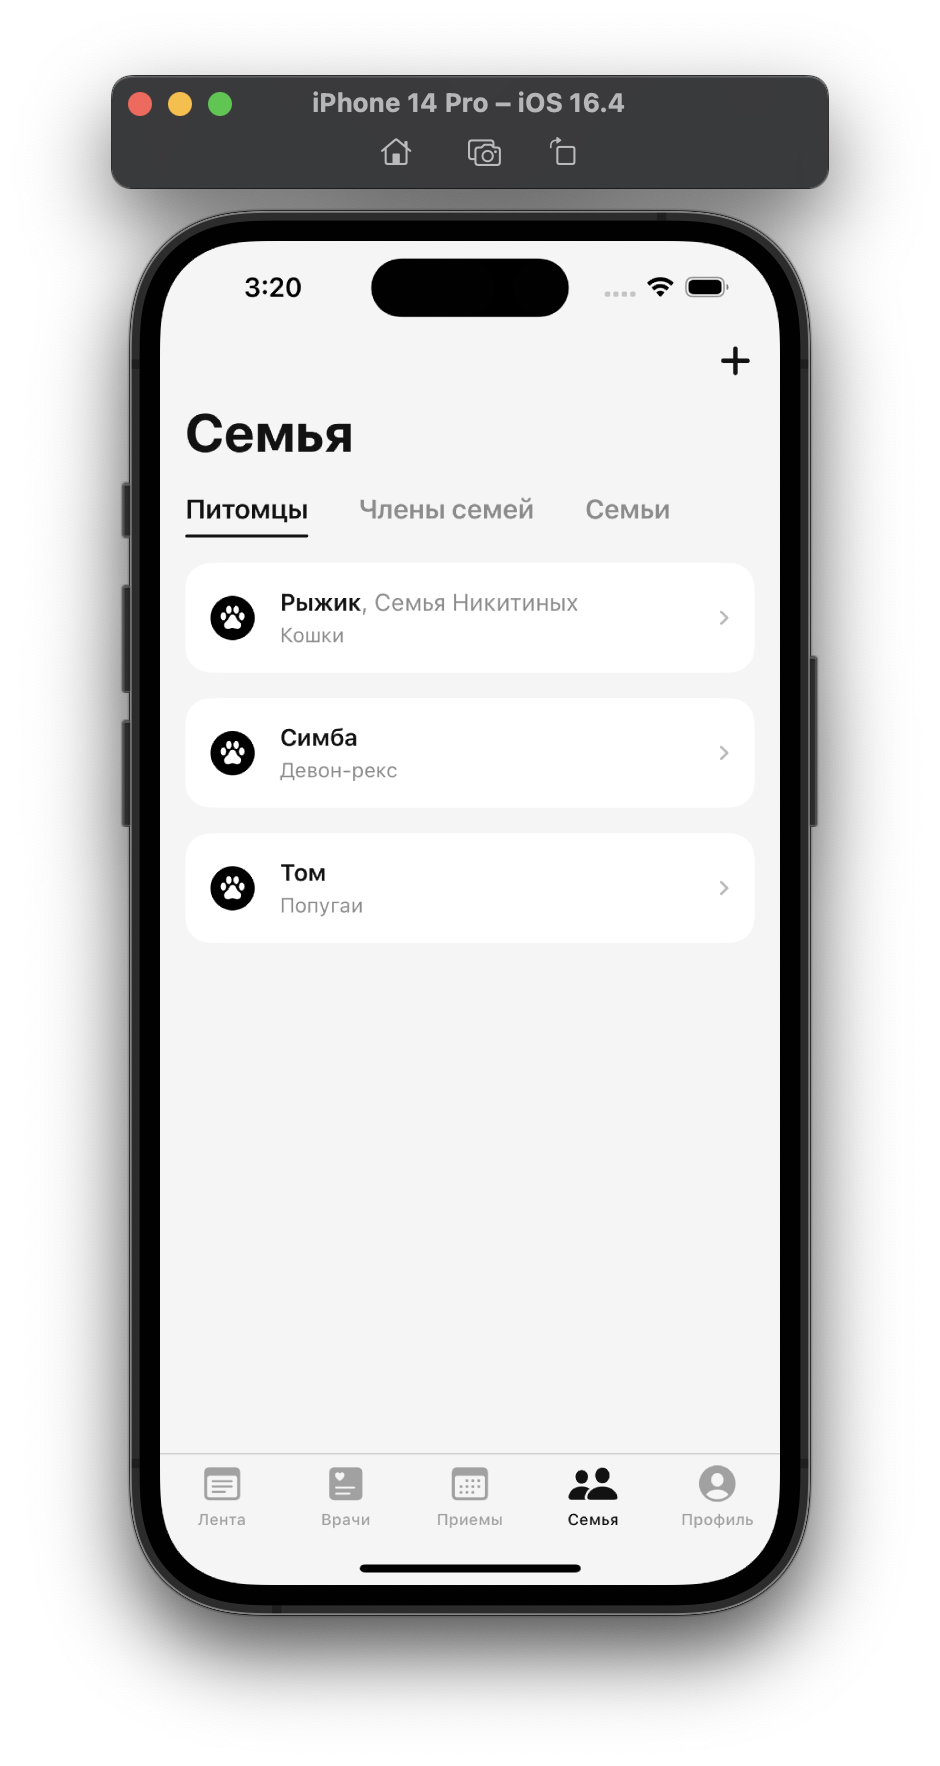 iPhone 14 Pro – iOS 16.4
3:20
Семья
Питомцы Члены семей Семьи
Рыжик, Семья Никитиных
Кошки
Симба
Девон-рекс
Том
Попугаи
Лента Врачи Приемы Семья Профиль